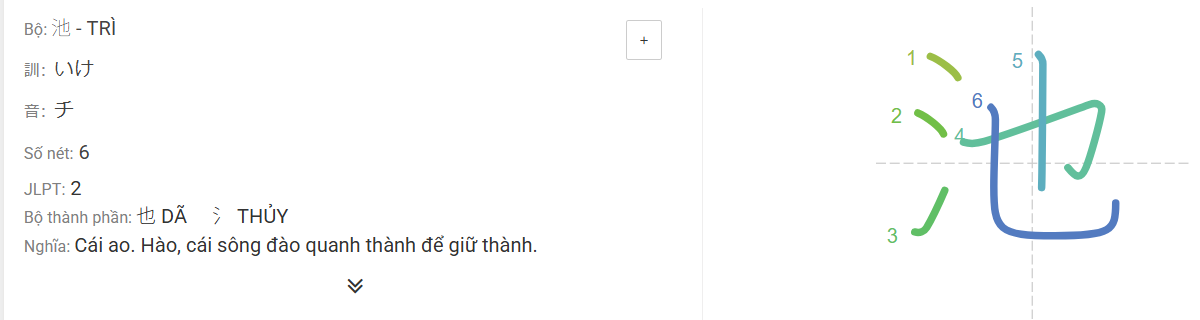 Bộ: 池 - TRÌ
+
訓: いけ
音: チ
Số nét: 6
JLPT: 2
Bộ thành phần: 也 DÃ 氵 THỦY
Nghĩa: Cái ao. Hào, cái sông đào quanh thành để giữ thành.
1
5
6
2
4
3